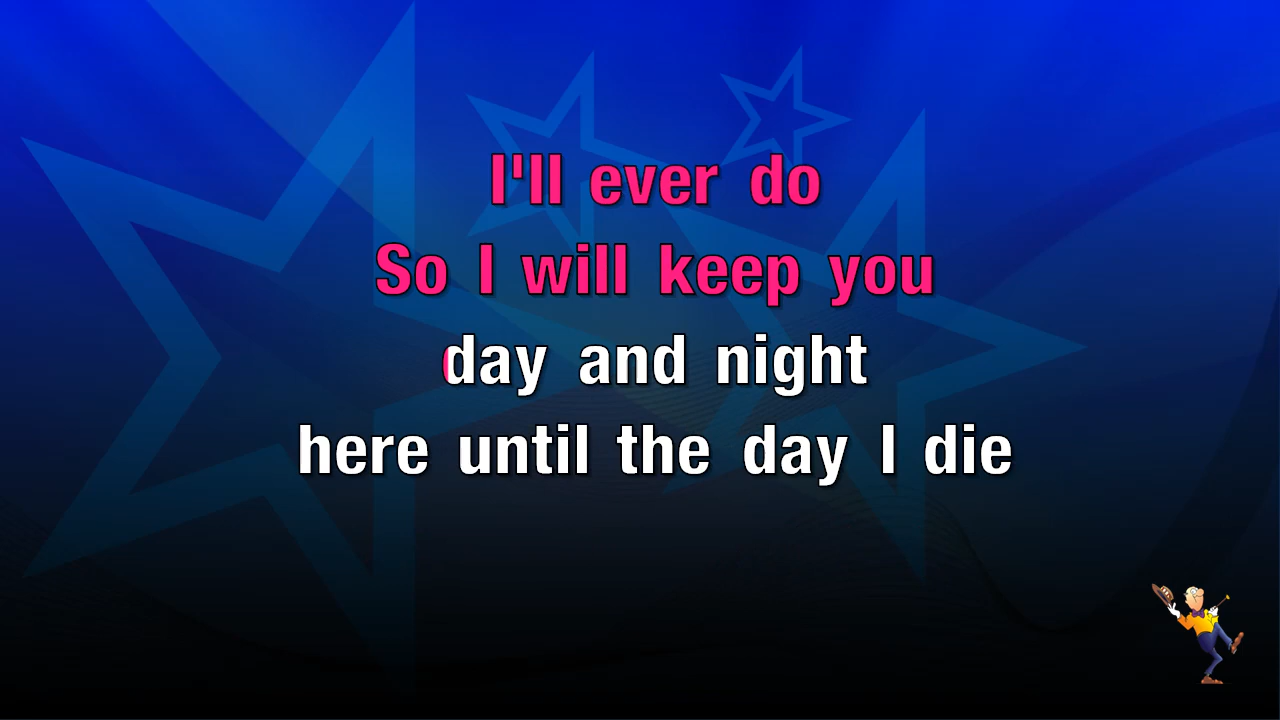 I'll ever do
So I will keep you
day and night
here until the day I die